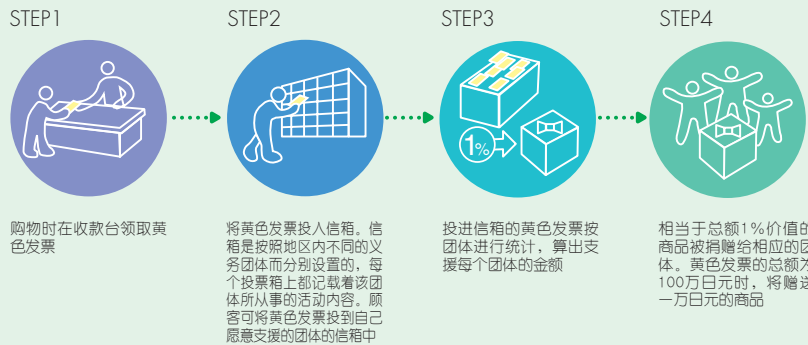 STEP1
购物时在收款台领取黄
色发票
STEP2
将黄色发票投入信箱。信
箱是按照地区内不同的义
务团体而分别设置的，每
个投票箱上都记载着该团
体所从事的活动内容。顾
客可将黄色发票投到自己
愿意支援的团体的信箱中
STEP3
1%
投进信箱的黄色发票按
团体进行统计，算出支
援每个团体的金额
STEP4
相当于总额1%价值的
商品被捐赠给相应的团
体。黄色发票的总额为
100万日元时，将赠送
一万日元的商品